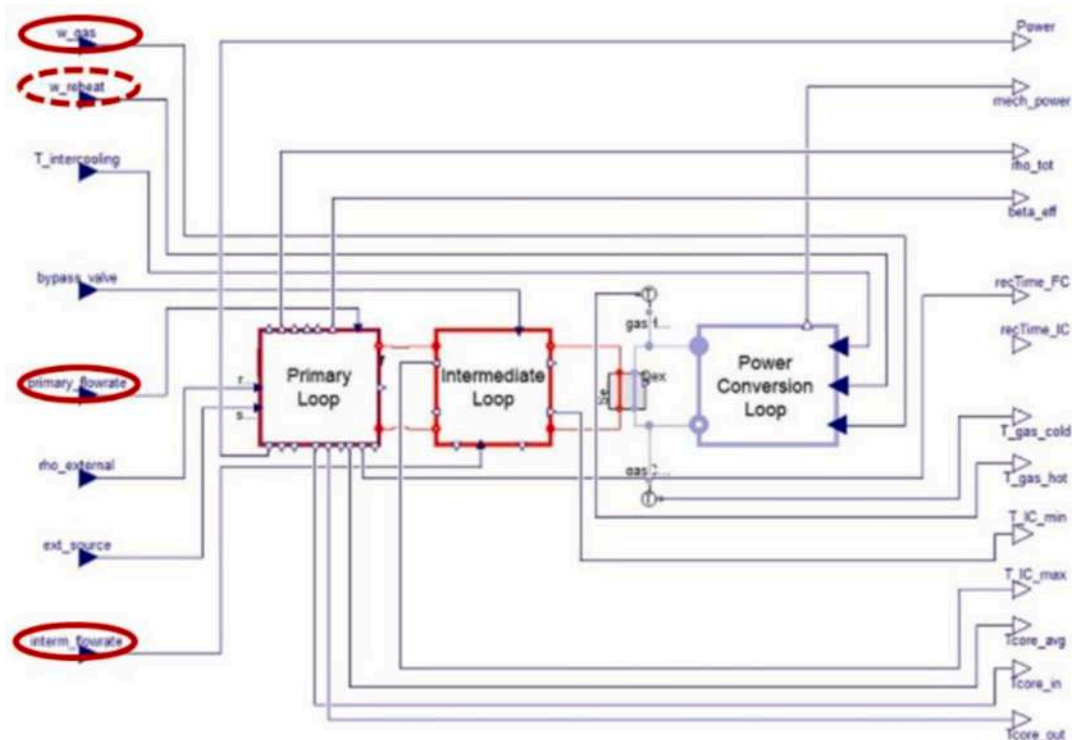 w_gas
Power
w_reheat
mech_power
T_intercooling
rho_tot
beta_eff
bypass_valve
recTime_FC
recTime_IC
gas
primary_flowrate
r...
s...
Primary
Loop
Intermediate
Loop
Power
Conversion
Loop
T_gas_cold
rho_external
T_gas_hot
T_IC_min
ext_source
T_IC_max
Tcore_avg
interm_flowrate
Tcore_in
Tcore_out
T
T